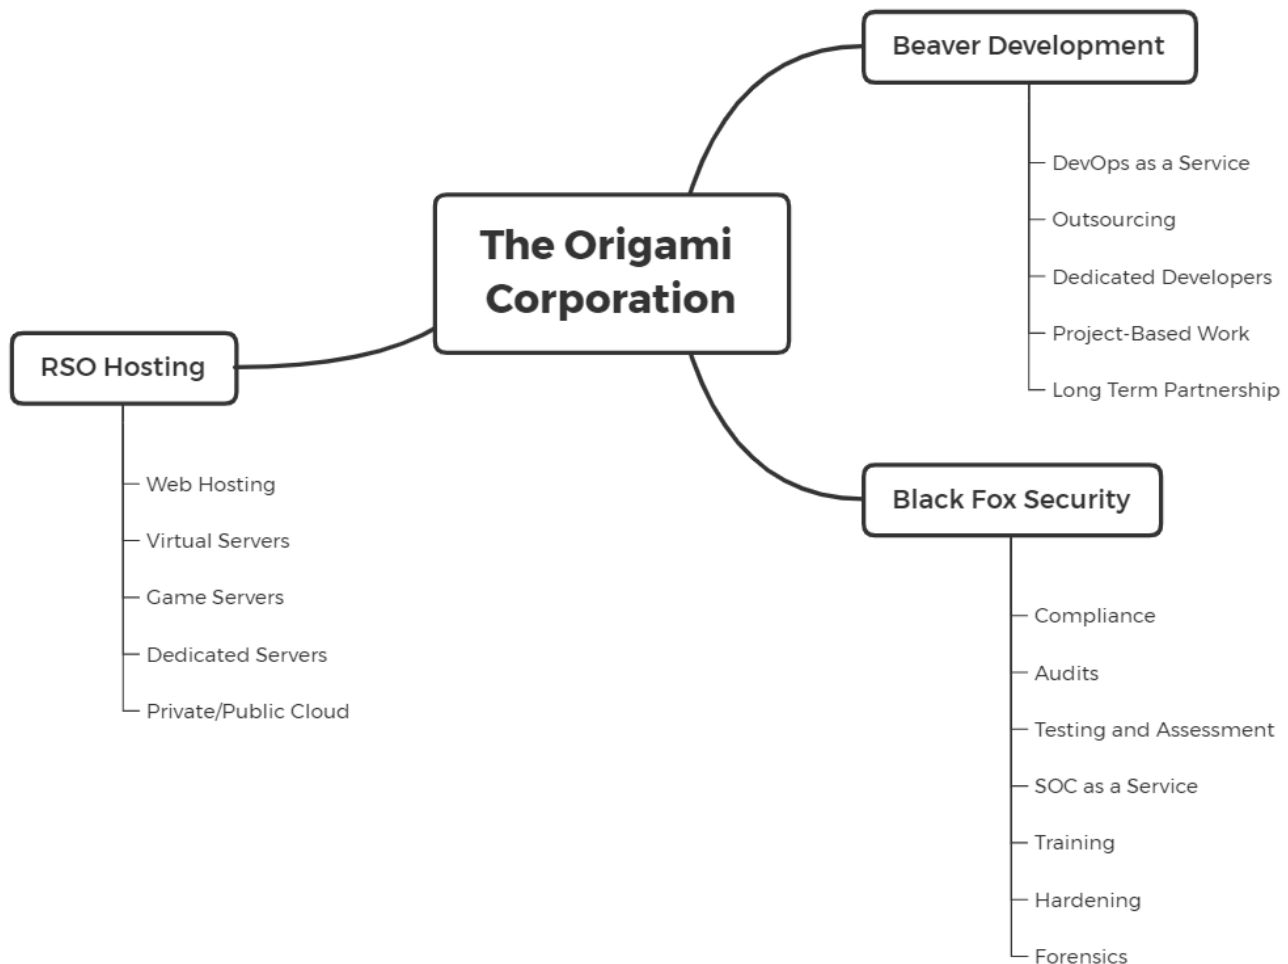 The Origami
Corporation
Beaver Development
DevOps as a Service
Outsourcing
Dedicated Developers
Project-Based Work
Long Term Partnership
RSO Hosting
Web Hosting
Virtual Servers
Game Servers
Dedicated Servers
Private/Public Cloud
Black Fox Security
Compliance
Audits
Testing and Assessment
SOC as a Service
Training
Hardening
Forensics